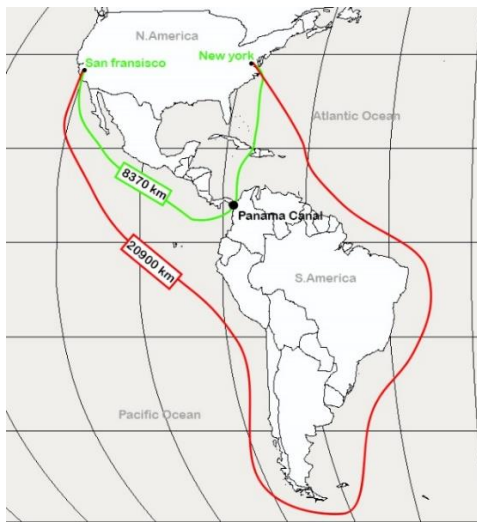 N.America
San fransisco
New york
Atlantic Ocean
8370 km
Panama Canal
20900 km
S.America
Pacific Ocean